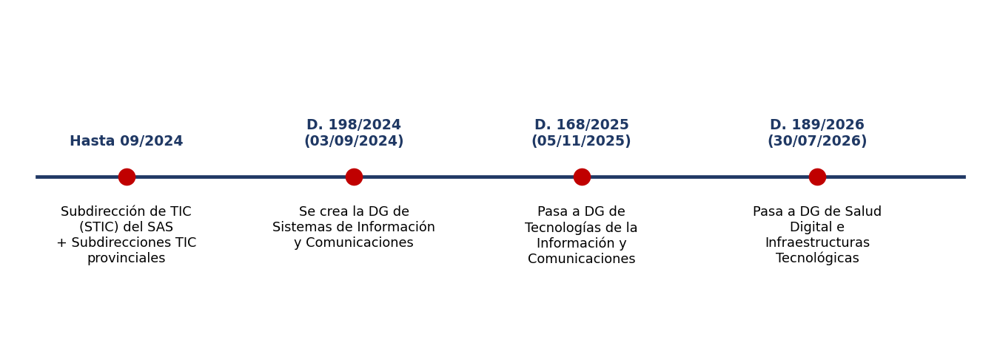 Hasta 09/2024
Subdirección de TIC
(STIC) del SAS
+ Subdirecciones TIC
provinciales
D. 198/2024
(03/09/2024)
Se crea la DG de
Sistemas de Información
y Comunicaciones
D. 168/2025
(05/11/2025)
Pasa a DG de
Tecnologías de la
Información y
Comunicaciones
D. 189/2026
(30/07/2026)
Pasa a DG de Salud
Digital e
Infraestructuras
Tecnológicas